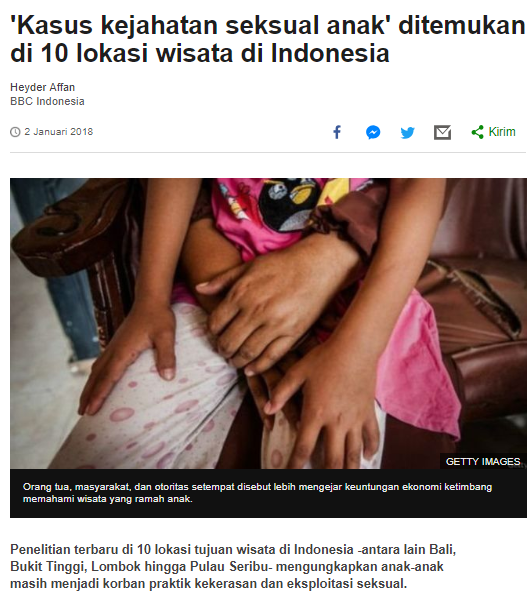 'Kasus kejahatan seksual anak' ditemukan
di 10 lokasi wisata di Indonesia
Heyder Affan
BBC Indonesia
2 Januari 2018
Kirim
GETTY IMAGES
Orang tua, masyarakat, dan otoritas setempat disebut lebih mengejar keuntungan ekonomi ketimbang
memahami wisata yang ramah anak.
Penelitian terbaru di 10 lokasi tujuan wisata di Indonesia -antara lain Bali,
Bukit Tinggi, Lombok hingga Pulau Seribu- mengungkapkan anak-anak
masih menjadi korban praktik kekerasan dan eksploitasi seksual.